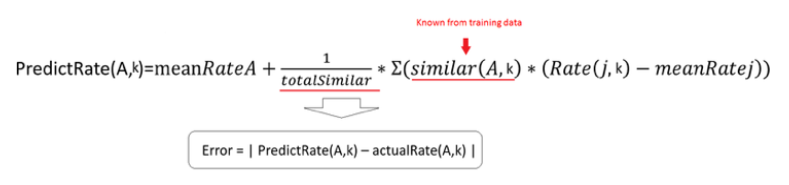 Known from training data
PredictRate(A,k)=meanRateA + 1/totalSimilar * Σ(similar(A, k) * (Rate(j, k) − meanRatej))
Error = | PredictRate(A,k) – actualRate(A,k) |